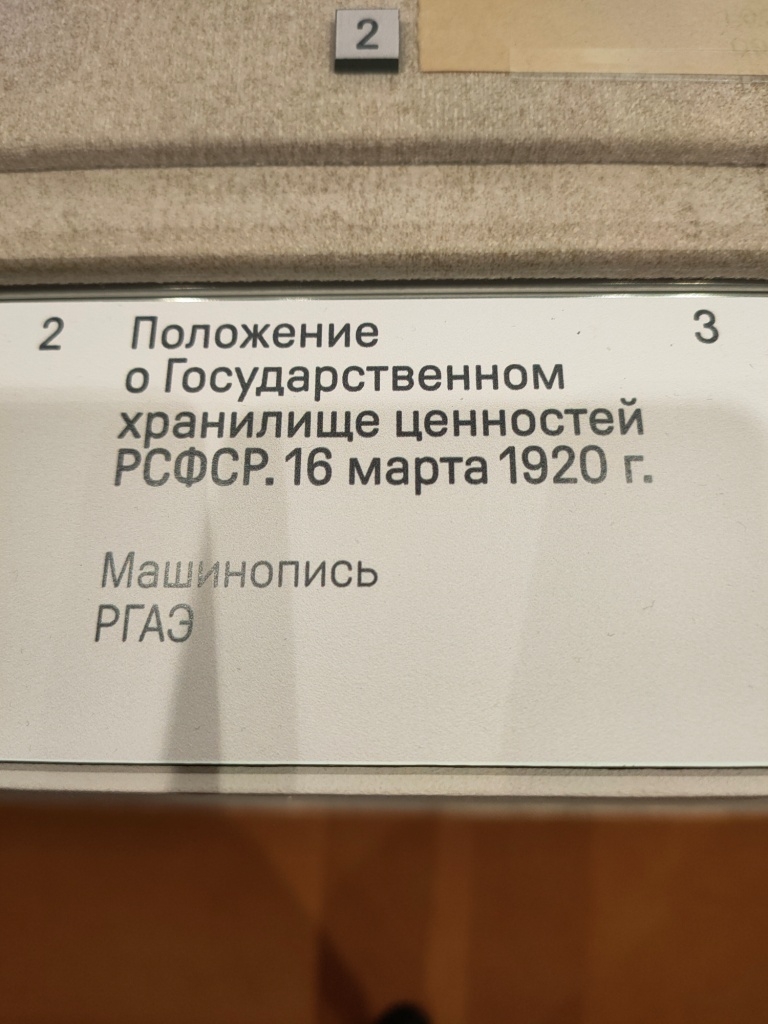 2
2 Положение 3
о Государственном
хранилище ценностей
РСФСР. 16 марта 1920 г.
Машинопись
РГАЭ